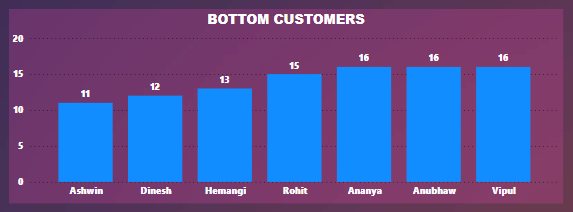 BOTTOM CUSTOMERS
20
15
10
5
0
11 12 13 15 16 16 16
Ashwin Dinesh Hemangi Rohit Ananya Anubhaw Vipul